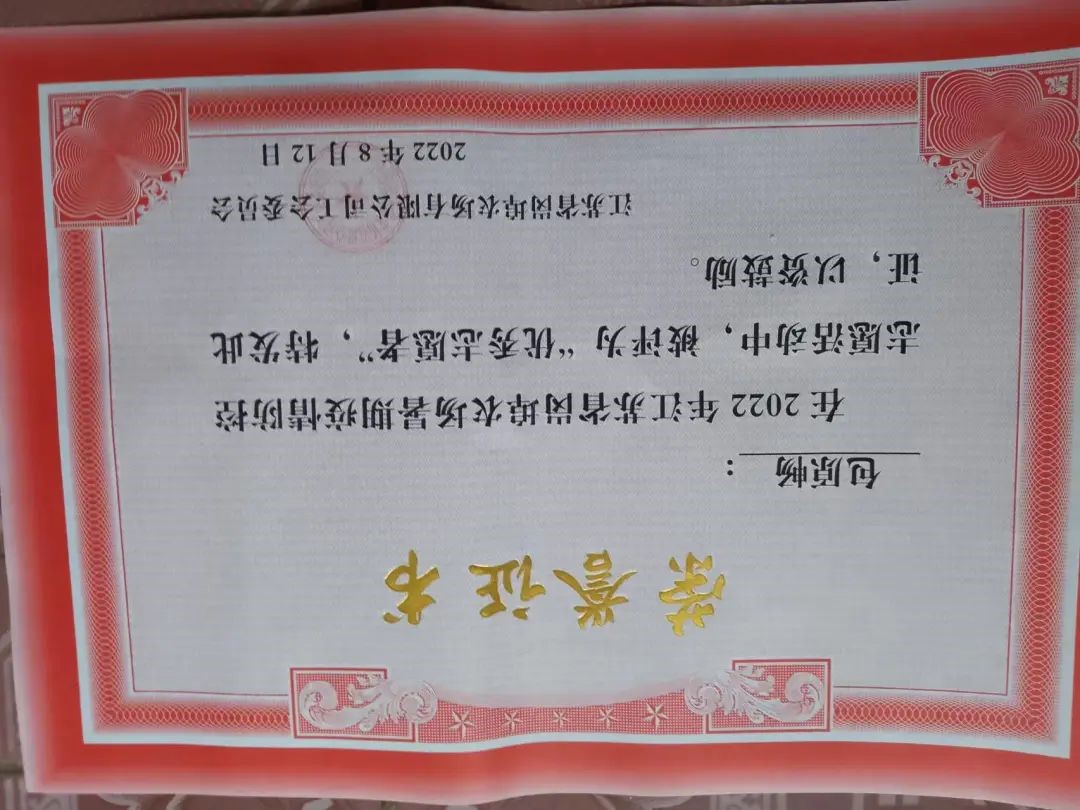 荣誉证书
包原畅：
在2022年江苏省岗埠农场暑期疫情防控
志愿活动中，被评为“优秀志愿者”，特发此
证，以资鼓励。
江苏省岗埠农场有限公司工会委员会
2022年8月12日